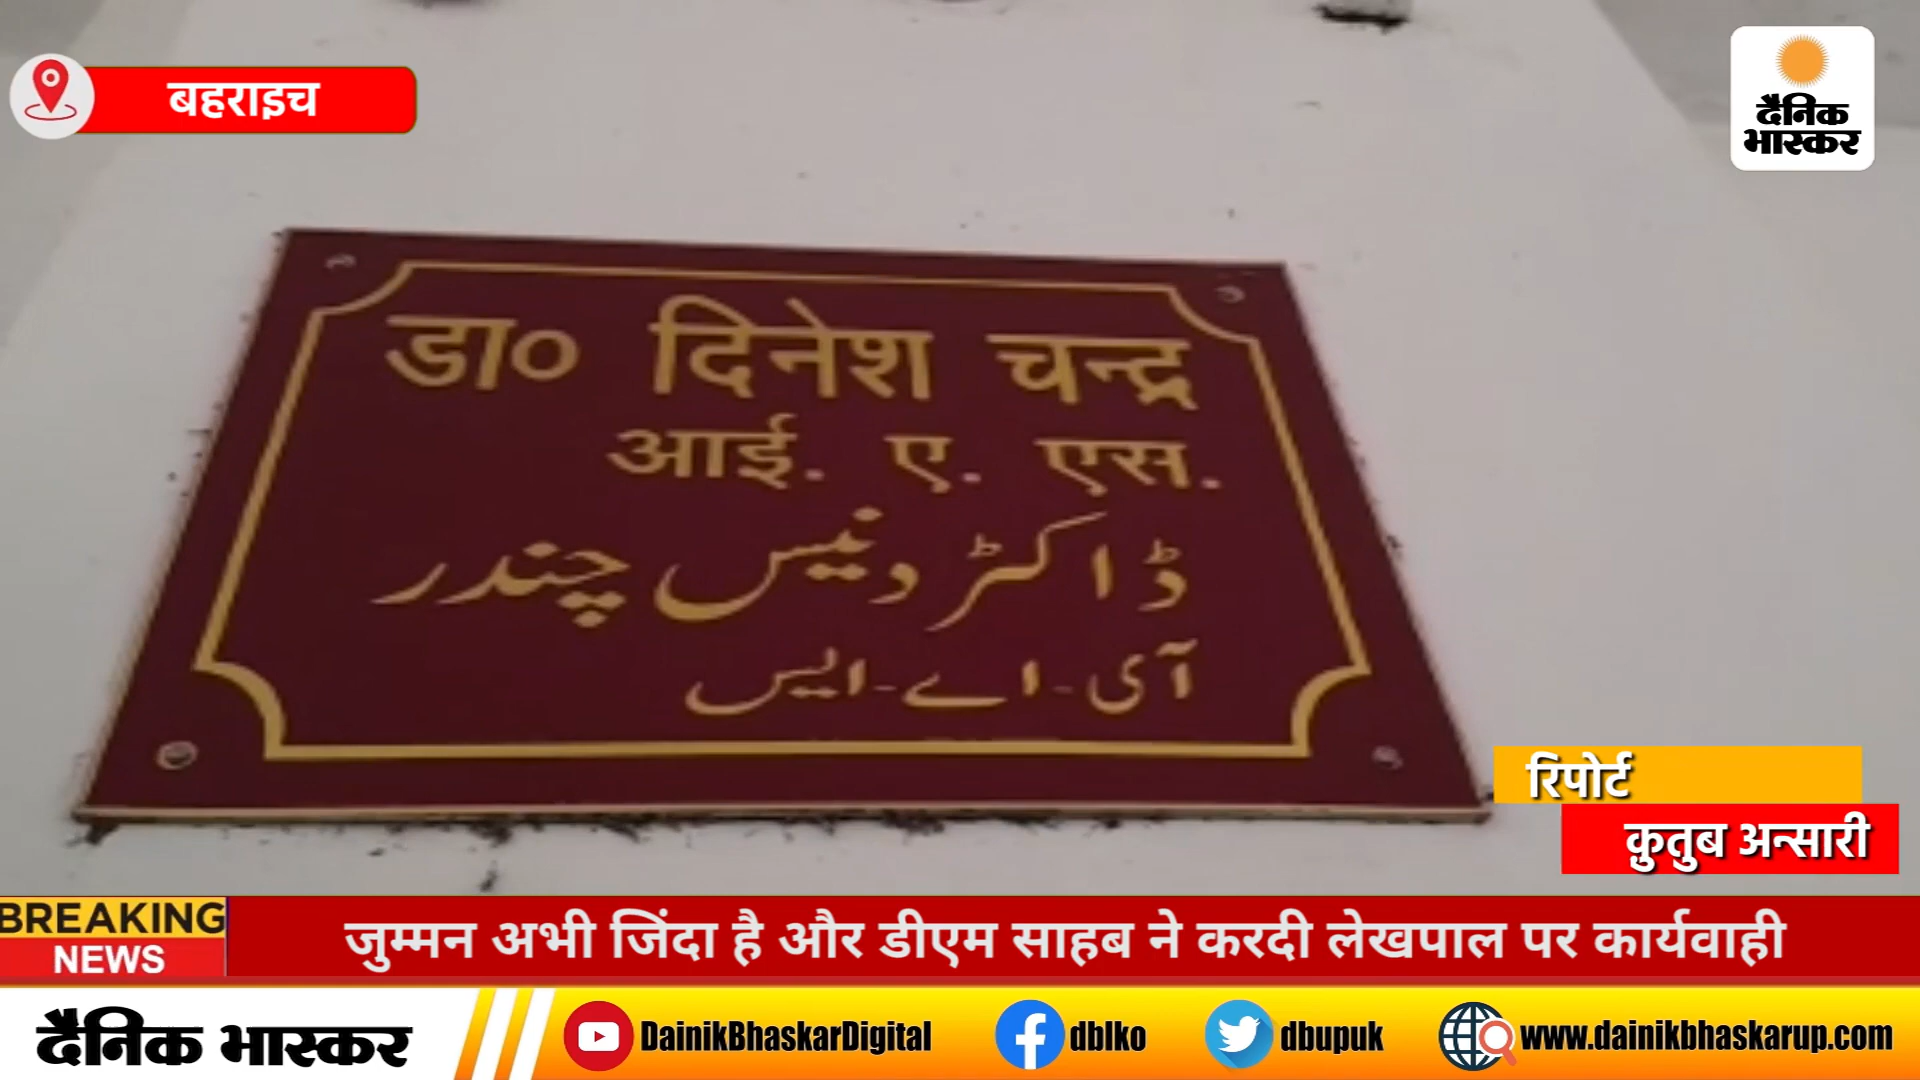 बहराइच
दैनिक
भास्कर
डा० दिनेश चन्द्र
आई. ए. एस.
ڈاکٹر دنیس چندر
آی-اے-ایس
रिपोर्ट
क़ुतुब अन्सारी
BREAKING
NEWS
जुम्मन अभी जिंदा है और डीएम साहब ने करदी लेखपाल पर कार्यवाही
दैनिक भास्कर
DainikBhaskarDigital
dblko
dbupuk
www.dainikbhaskarup.com